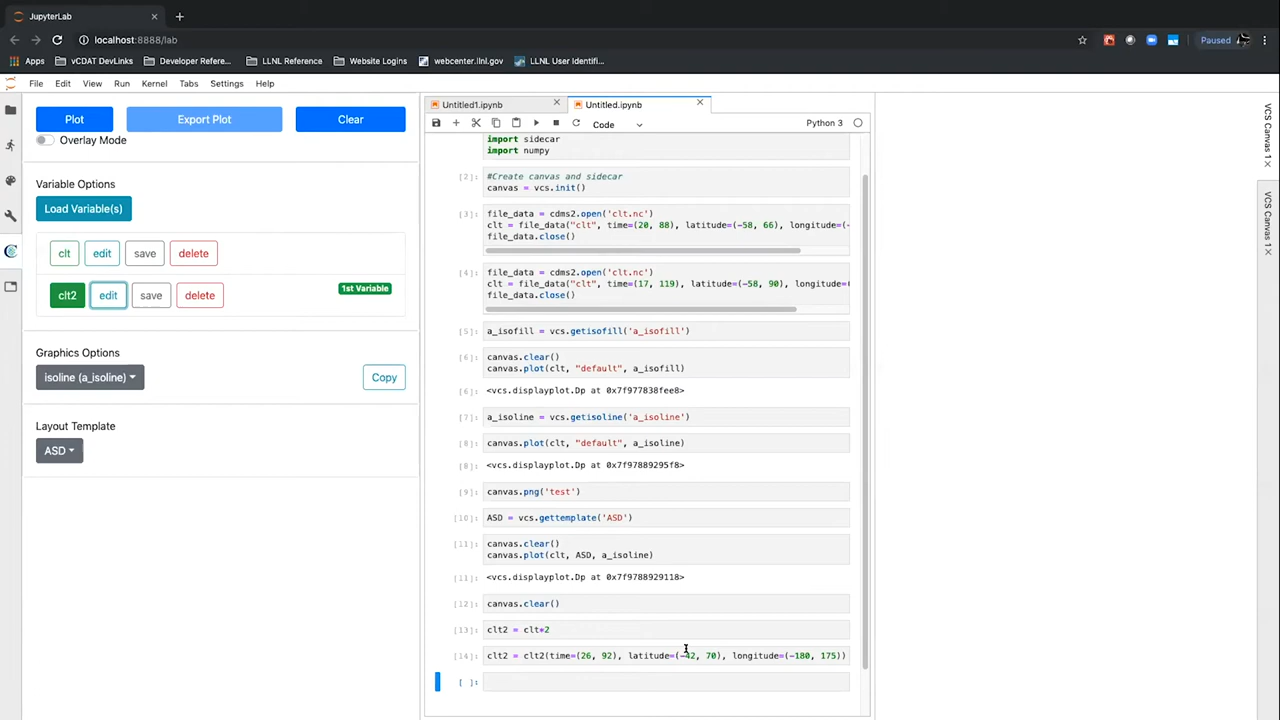 JupyterLab
localhost:8888/lab
Paused
Apps vCDAT DevLinks Developer Refere... LLNL Reference Website Logins webcenter.llnl.gov LLNL User Identifi...
File Edit View Run Kernel Tabs Settings Help
Plot Export Plot Clear
Overlay Mode
Variable Options
Load Variable(s)
clt edit save delete
clt2 edit save delete 1st Variable
Graphics Options
isoline (a_isoline) Copy
Layout Template
ASD
Untitled1.ipynb Untitled.ipynb
Code Python 3
import sidecar
import numpy
[2]: #Create canvas and sidecar
canvas = vcs.init()
[3]: file_data = cdms2.open('clt.nc')
clt = file_data("clt", time=(20, 88), latitude=(-58, 66), longitude=(-
file_data.close()
[4]: file_data = cdms2.open('clt.nc')
clt = file_data("clt", time=(17, 119), latitude=(-58, 90), longitude=(
file_data.close()
[5]: a_isofill = vcs.getisofill('a_isofill')
[6]: canvas.clear()
canvas.plot(clt, "default", a_isofill)
[6]: <vcs.displayplot.Dp at 0x7f977838fee8>
[7]: a_isoline = vcs.getisoline('a_isoline')
[8]: canvas.plot(clt, "default", a_isoline)
[8]: <vcs.displayplot.Dp at 0x7f97889295f8>
[9]: canvas.png('test')
[10]: ASD = vcs.gettemplate('ASD')
[11]: canvas.clear()
canvas.plot(clt, ASD, a_isoline)
[11]: <vcs.displayplot.Dp at 0x7f9788929118>
[12]: canvas.clear()
[13]: clt2 = clt*2
[14]: clt2 = clt2(time=(26, 92), latitude=(-42, 70), longitude=(-180, 175))
[ ]:
VCS Canvas 1
VCS Canvas 1